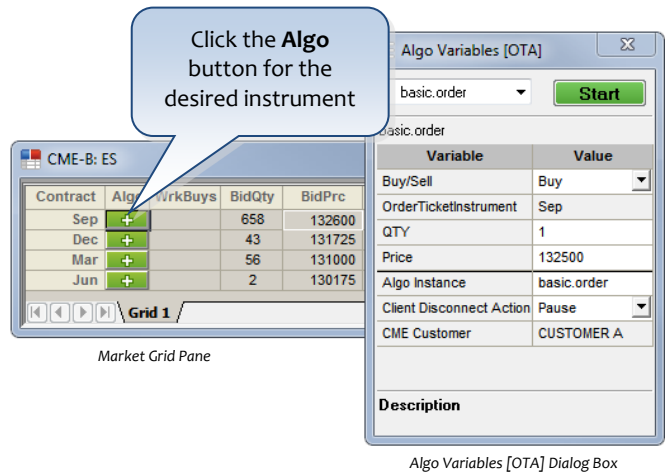 Click the Algo
button for the
desired instrument
CME-B: ES
Contract Algo WrkBuys BidQty BidPrc
Sep 658 132600
Dec 43 131725
Mar 56 131000
Jun 2 130175
Grid 1
Market Grid Pane
Algo Variables [OTA]
basic.order Start
basic.order
Variable Value
Buy/Sell Buy
OrderTicketInstrument Sep
QTY 1
Price 132500
Algo Instance basic.order
Client Disconnect Action Pause
CME Customer CUSTOMER A
Description
Algo Variables [OTA] Dialog Box